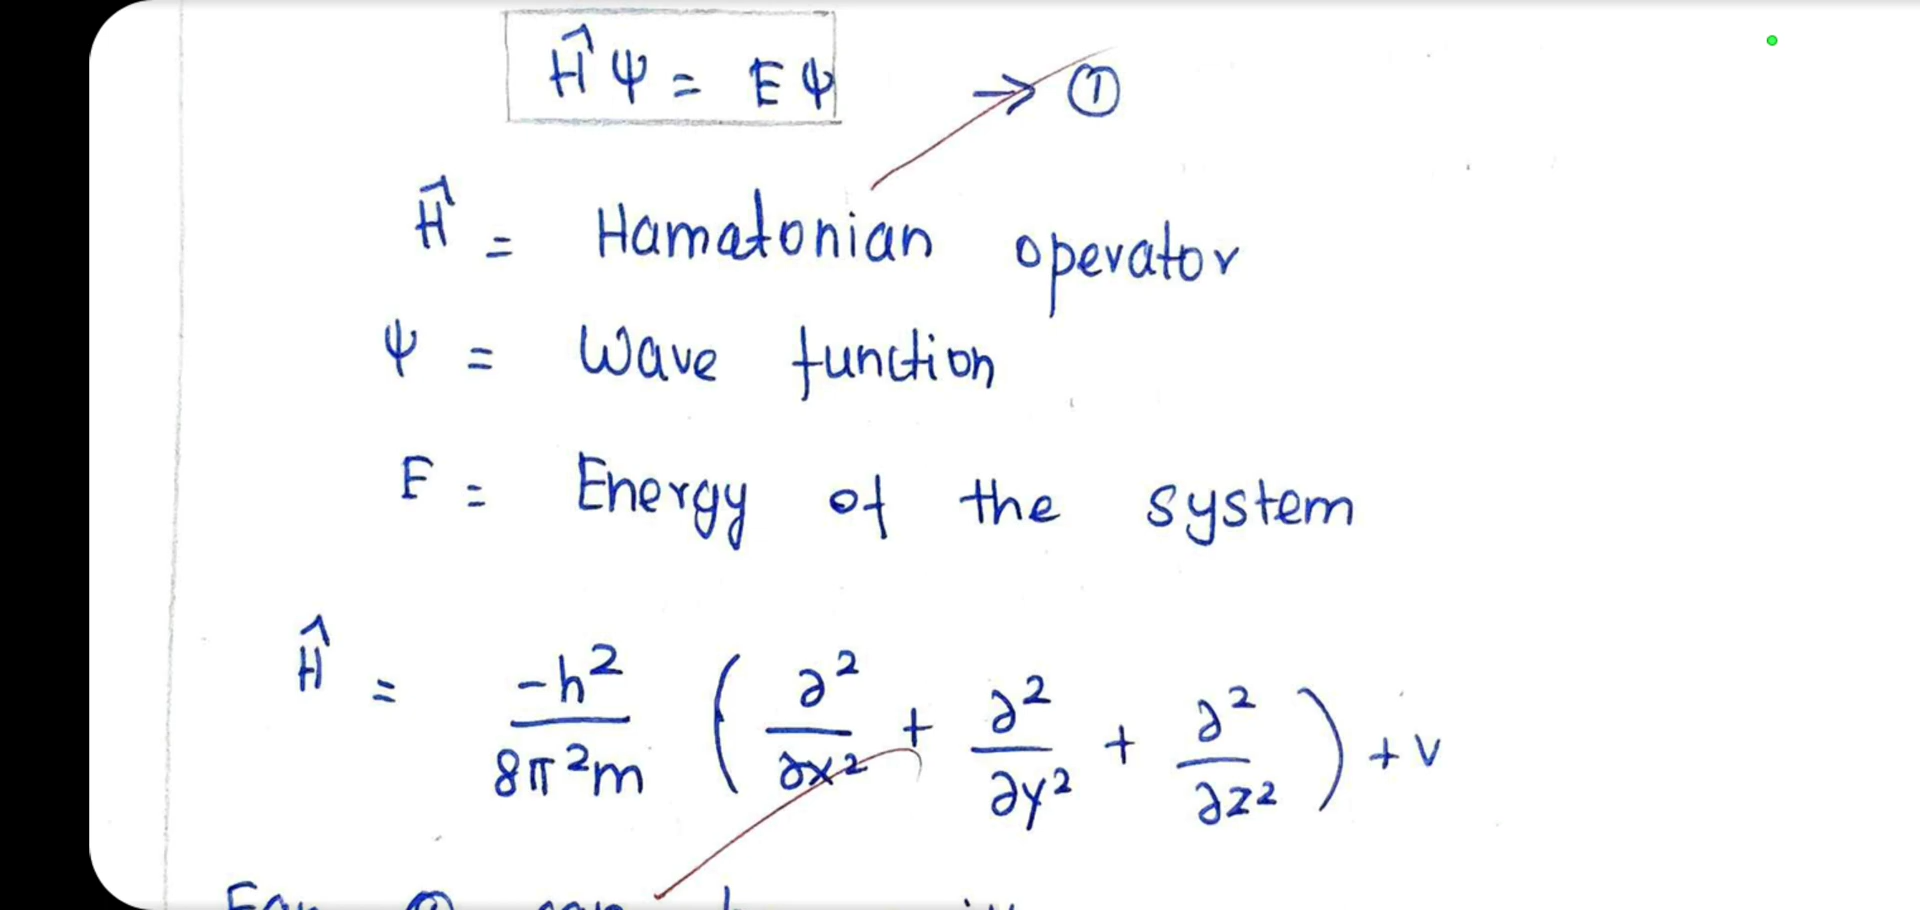 Ĥψ = Eψ → ①
Ĥ = Hamatonian operator
ψ = Wave function
F = Energy of the system
Ĥ = -h²/8π²m (∂²/∂x² + ∂²/∂y² + ∂²/∂z²) + v